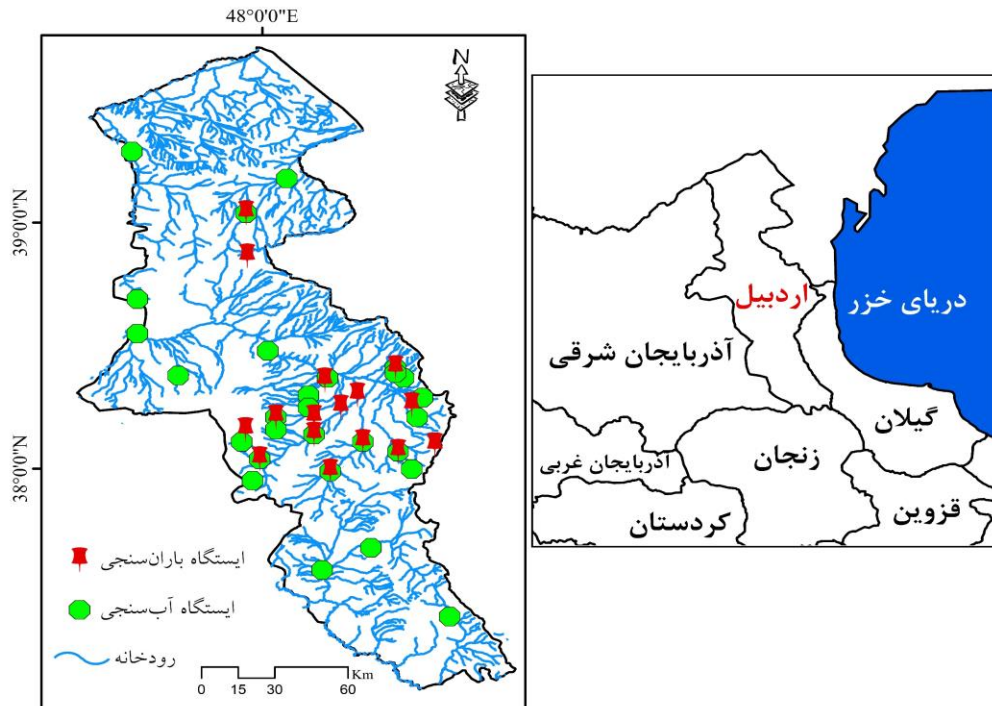 48°0'0"E
N
39°0'0"N
38°0'0"N
ایستگاه باران‌سنجی
ایستگاه آب‌سنجی
رودخانه
Km
0 15 30 60
اردبیل
دریای خزر
آذربایجان شرقی
گیلان
زنجان
آذربایجان غربی
قزوین
کردستان